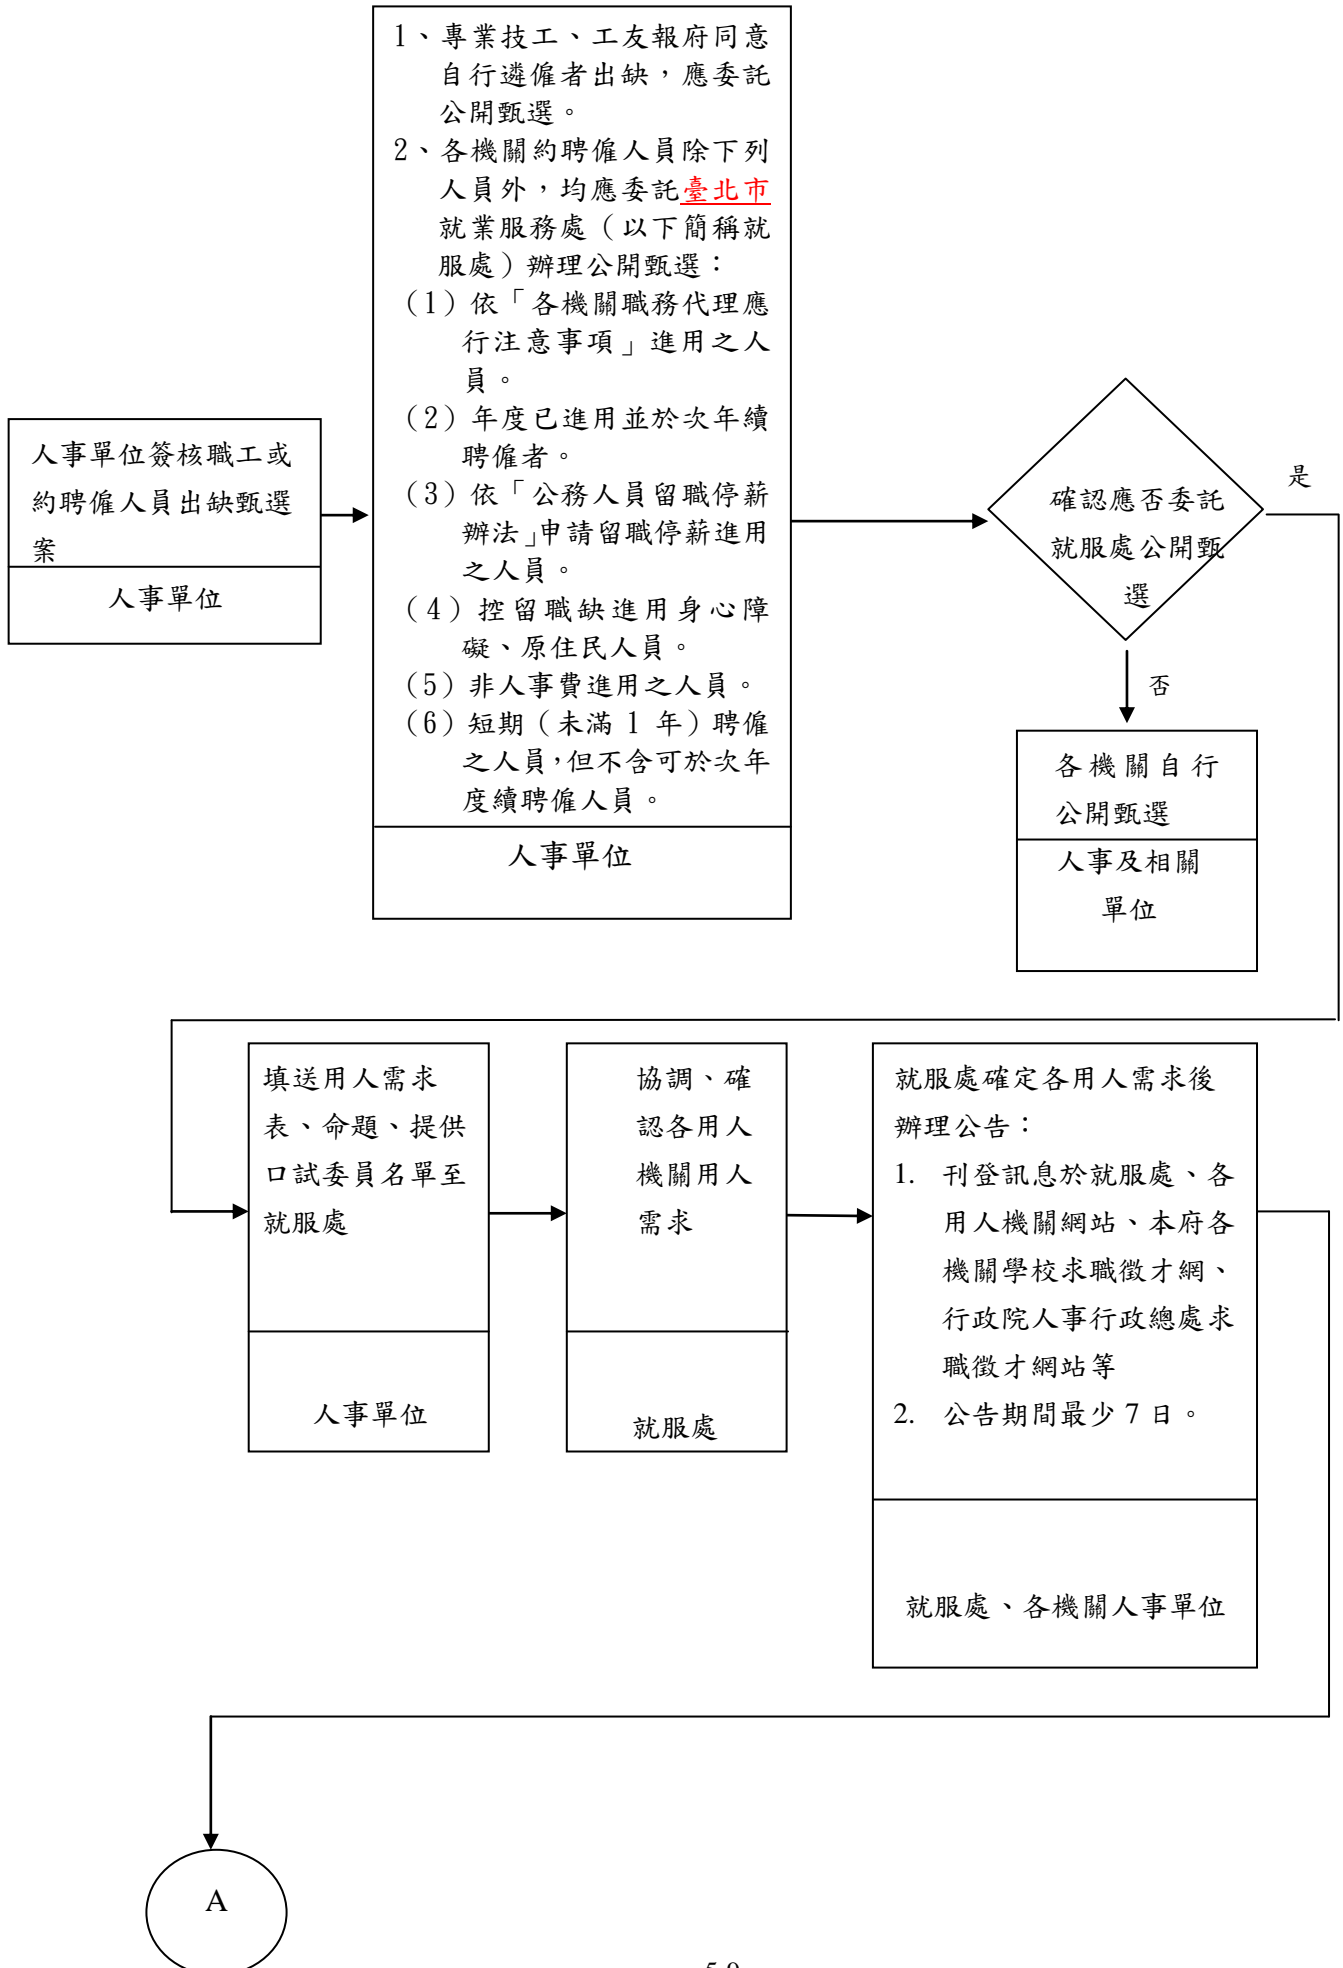 人事單位簽核職工或
約聘僱人員出缺甄選
案
人事單位
1、專業技工、工友報府同意
自行遴僱者出缺，應委託
公開甄選。
2、各機關約聘僱人員除下列
人員外，均應委託臺北市
就業服務處（以下簡稱就
服處）辦理公開甄選：
（1）依「各機關職務代理應
行注意事項」進用之人
員。
（2）年度已進用並於次年續
聘僱者。
（3）依「公務人員留職停薪
辦法」申請留職停薪進用
之人員。
（4）控留職缺進用身心障
礙、原住民人員。
（5）非人事費進用之人員。
（6）短期（未滿 1 年）聘僱
之人員，但不含可於次年
度續聘僱人員。
人事單位
確認應否委託
就服處公開甄
選
是
否
各機關自行
公開甄選
人事及相關
單位
填送用人需求
表、命題、提供
口試委員名單至
就服處
人事單位
協調、確
認各用人
機關用人
需求
就服處
就服處確定各用人需求後
辦理公告：
1. 刊登訊息於就服處、各
用人機關網站、本府各
機關學校求職徵才網、
行政院人事行政總處求
職徵才網站等
2. 公告期間最少 7 日。
就服處、各機關人事單位
A